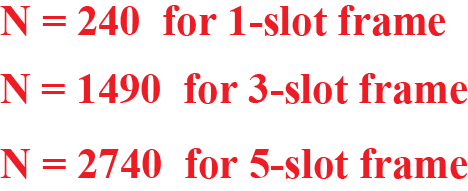 N = 240 for 1-slot frame
N = 1490 for 3-slot frame
N = 2740 for 5-slot frame